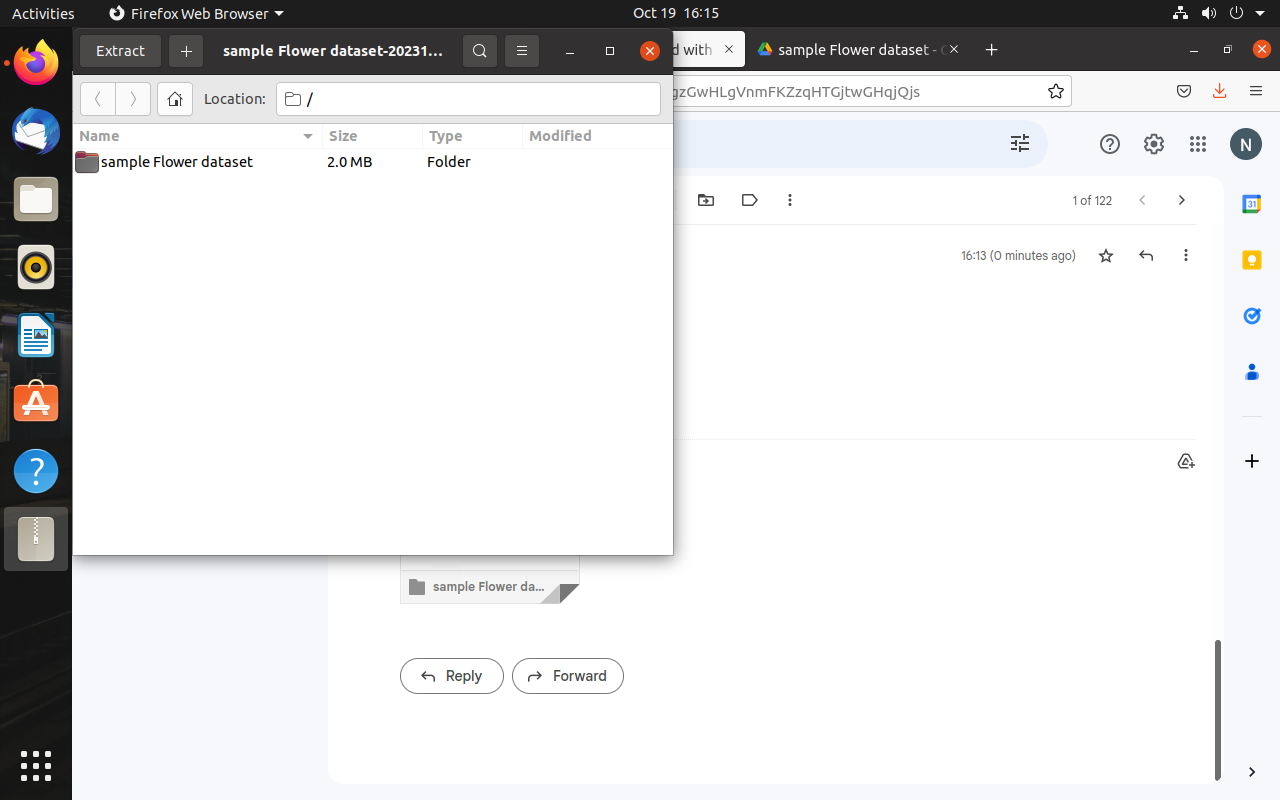 Activities
Firefox Web Browser
Oct 19 16:15
Extract
sample Flower dataset-20231...
d with
sample Flower dataset -
Location:
/
gzGwHLgVnmFKZzqHTGjtwGHqjQjs
Name Size Type Modified
sample Flower dataset 2.0 MB Folder
N
1 of 122
31
16:13 (0 minutes ago)
sample Flower da...
Reply
Forward